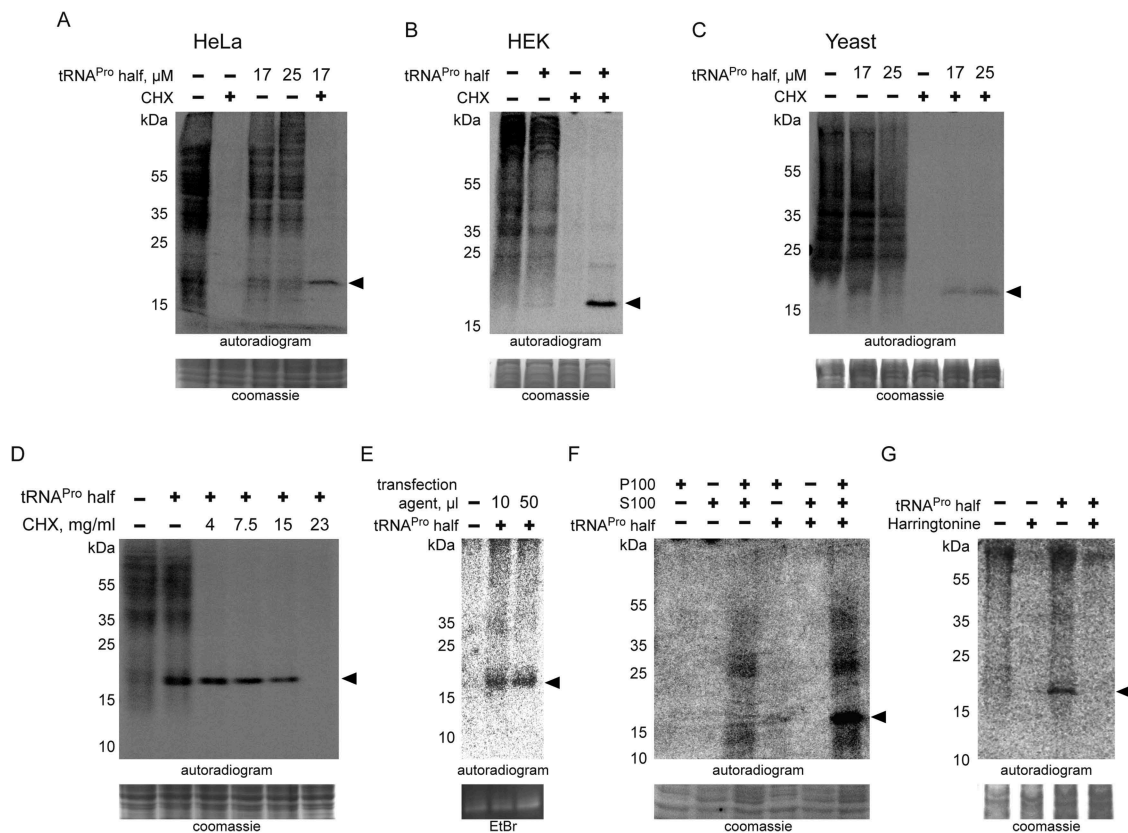 A
HeLa
tRNAPro half, µM – – 17 25 17
CHX – + – – +
kDa
55
35
25
15
autoradiogram
coomassie
B
HEK
tRNAPro half – + – +
CHX – – + +
kDa
55
35
25
15
autoradiogram
coomassie
C
Yeast
tRNAPro half, µM – 17 25 – 17 25
CHX – – – + + +
kDa
55
35
25
15
autoradiogram
coomassie
D
tRNAPro half – + + + + +
CHX, mg/ml – – 4 7.5 15 23
kDa
55
35
25
15
10
autoradiogram
coomassie
E
transfection
agent, µl – 10 50
tRNAPro half – + +
kDa
35
25
15
10
autoradiogram
EtBr
F
P100 + – + + – +
S100 – + + – + +
tRNAPro half – – – + + +
kDa
55
35
25
15
10
autoradiogram
coomassie
G
tRNAPro half – – + +
Harringtonine – + – +
kDa
55
35
25
15
10
autoradiogram
coomassie